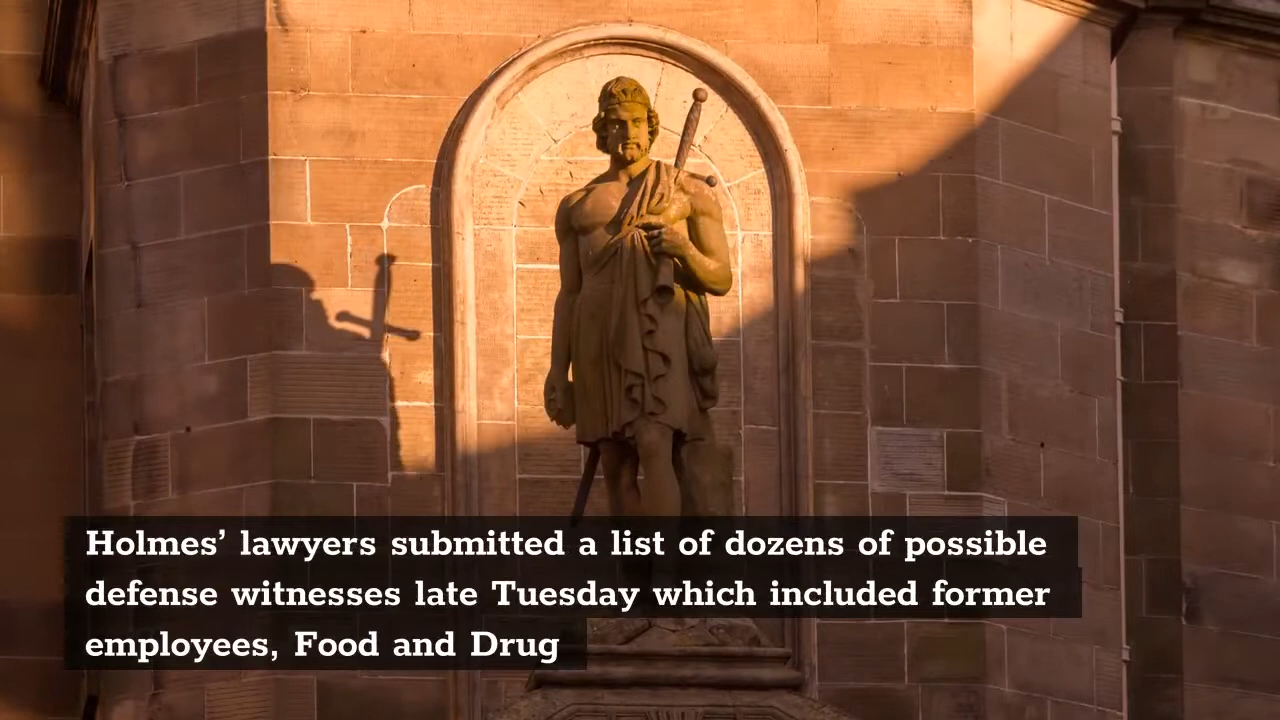 Holmes’ lawyers submitted a list of dozens of possible
defense witnesses late Tuesday which included former
employees, Food and Drug